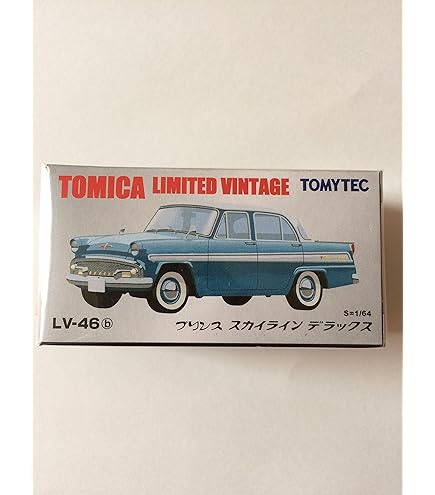 TOMICA LIMITED VINTAGE TOMYTEC
S=1/64
LV-46ⓑ プリンス スカイライン デラックス